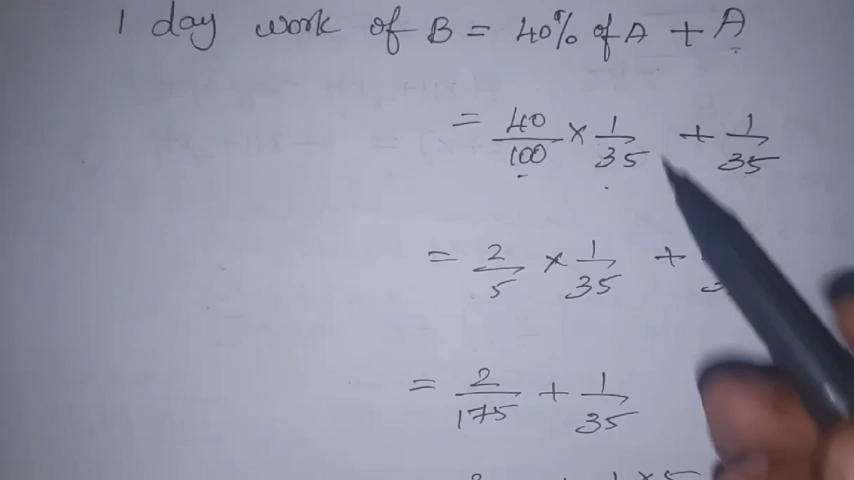 1 day work of B = 40% of A + A
= 40/100 × 1/35 + 1/35
= 2/5 × 1/35 +
= 2/175 + 1/35